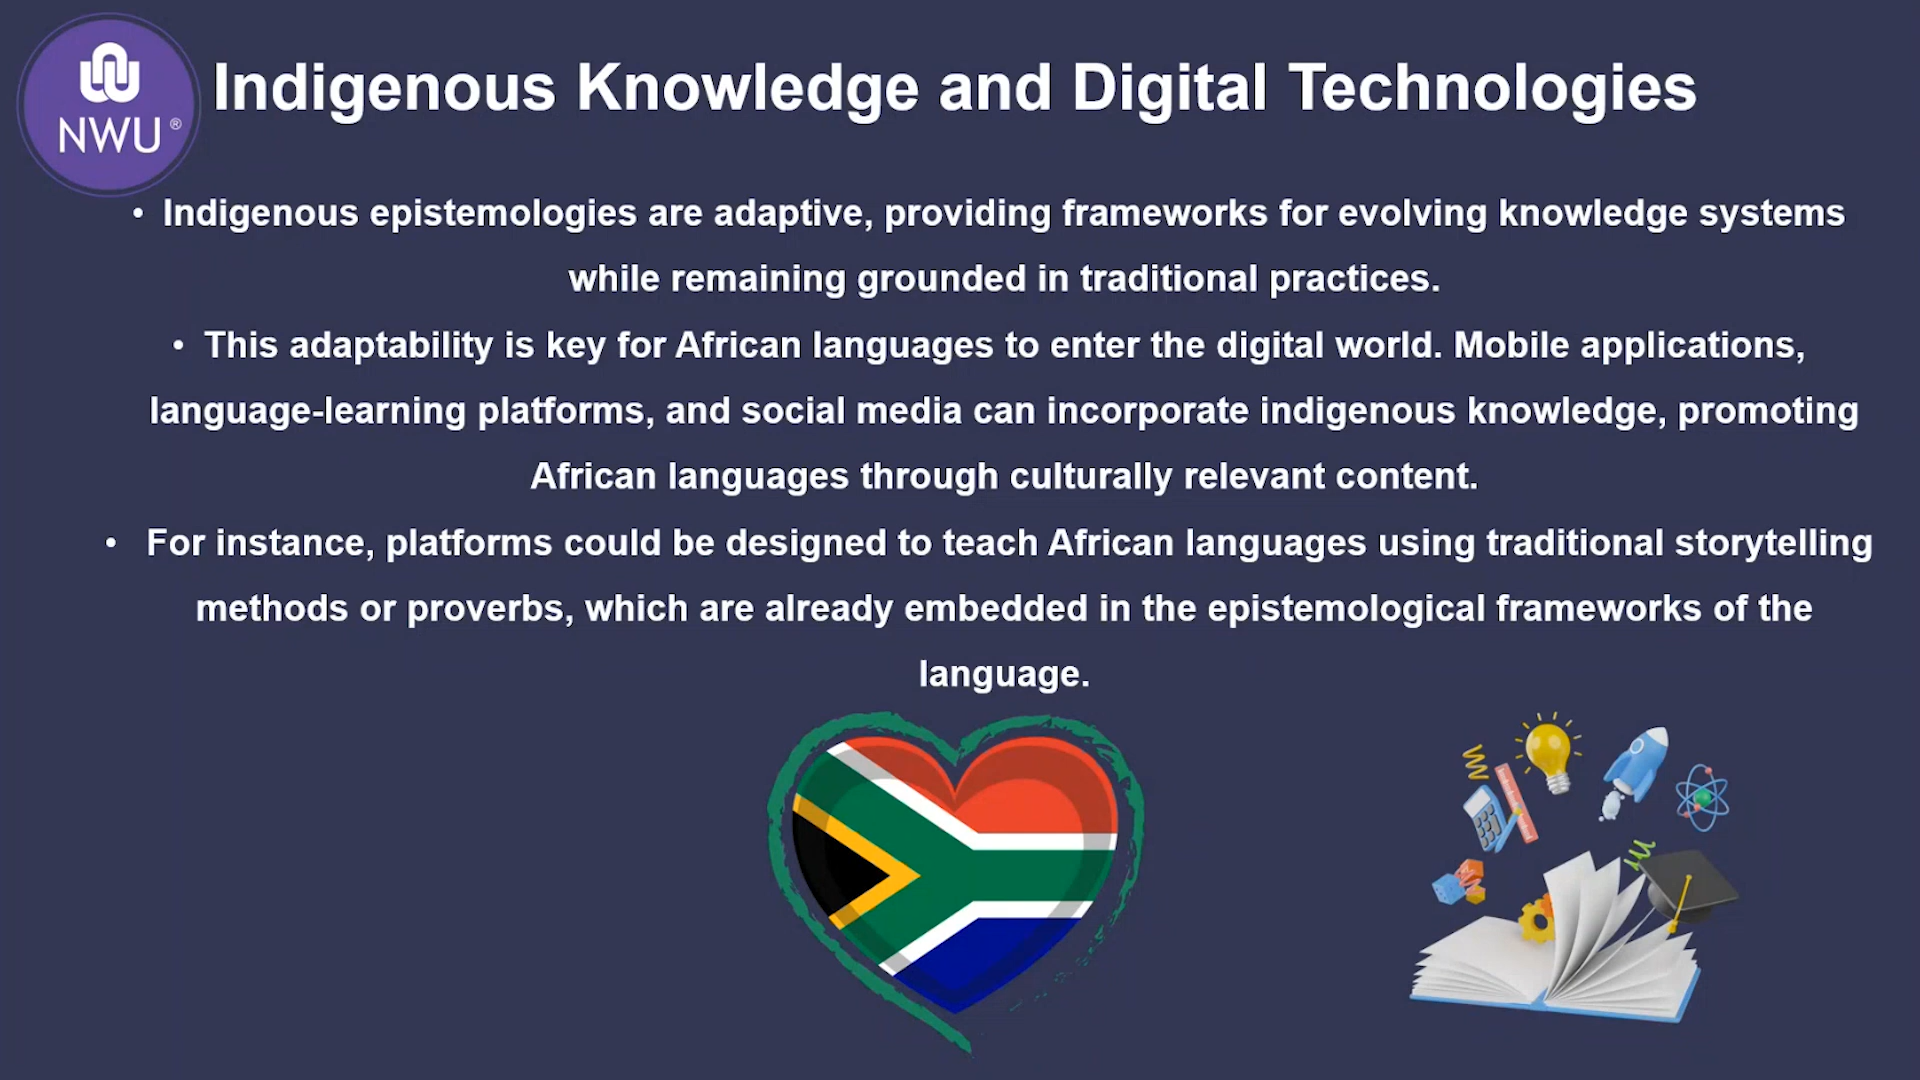 NWU®
Indigenous Knowledge and Digital Technologies
• Indigenous epistemologies are adaptive, providing frameworks for evolving knowledge systems
while remaining grounded in traditional practices.
• This adaptability is key for African languages to enter the digital world. Mobile applications,
language-learning platforms, and social media can incorporate indigenous knowledge, promoting
African languages through culturally relevant content.
• For instance, platforms could be designed to teach African languages using traditional storytelling
methods or proverbs, which are already embedded in the epistemological frameworks of the
language.